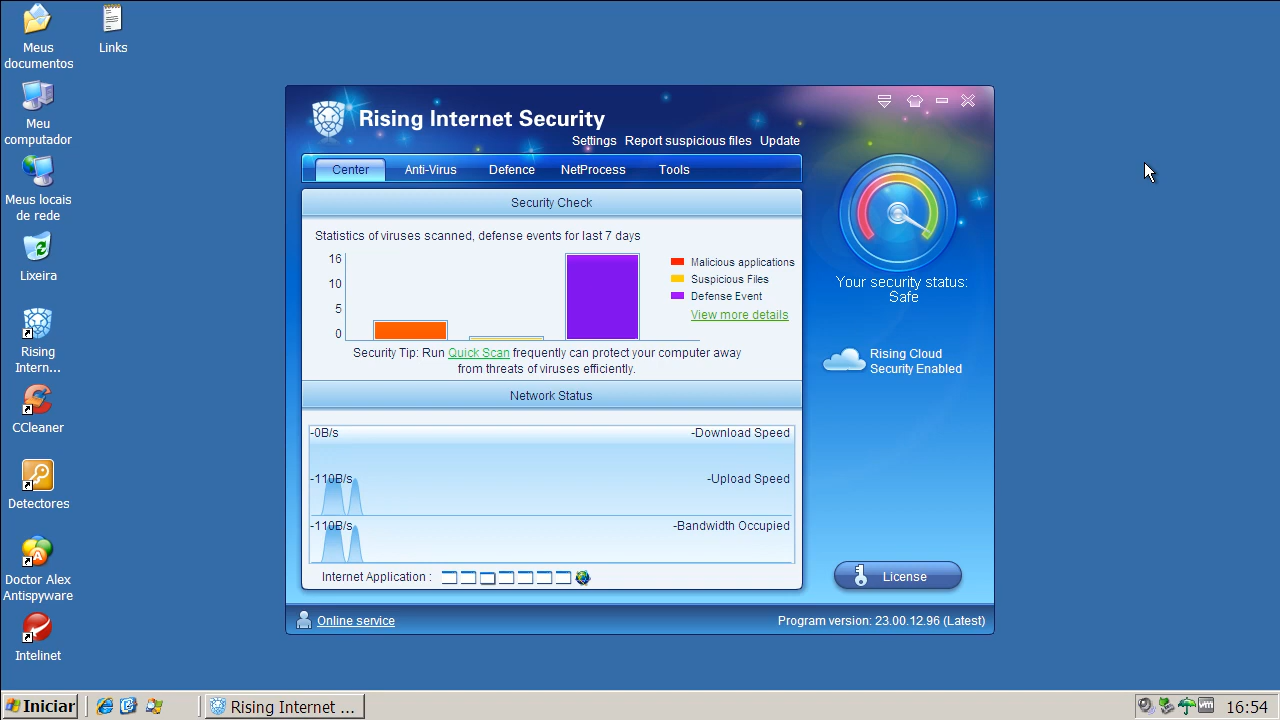 Meus
documentos
Links
Meu
computador
Meus locais
de rede
Lixeira
Rising
Intern...
CCleaner
Detectores
Doctor Alex
Antispyware
Intelinet
Rising Internet Security
Settings Report suspicious files Update
Center Anti-Virus Defence NetProcess Tools
Security Check
Statistics of viruses scanned, defense events for last 7 days
16
10
5
0
Malicious applications
Suspicious Files
Defense Event
View more details
Security Tip: Run Quick Scan frequently can protect your computer away
from threats of viruses efficiently.
Network Status
-0B/s -Download Speed
-110B/s -Upload Speed
-110B/s -Bandwidth Occupied
Internet Application :
Your security status:
Safe
Rising Cloud
Security Enabled
License
Online service
Program version: 23.00.12.96 (Latest)
Iniciar
Rising Internet ...
vm
16:54